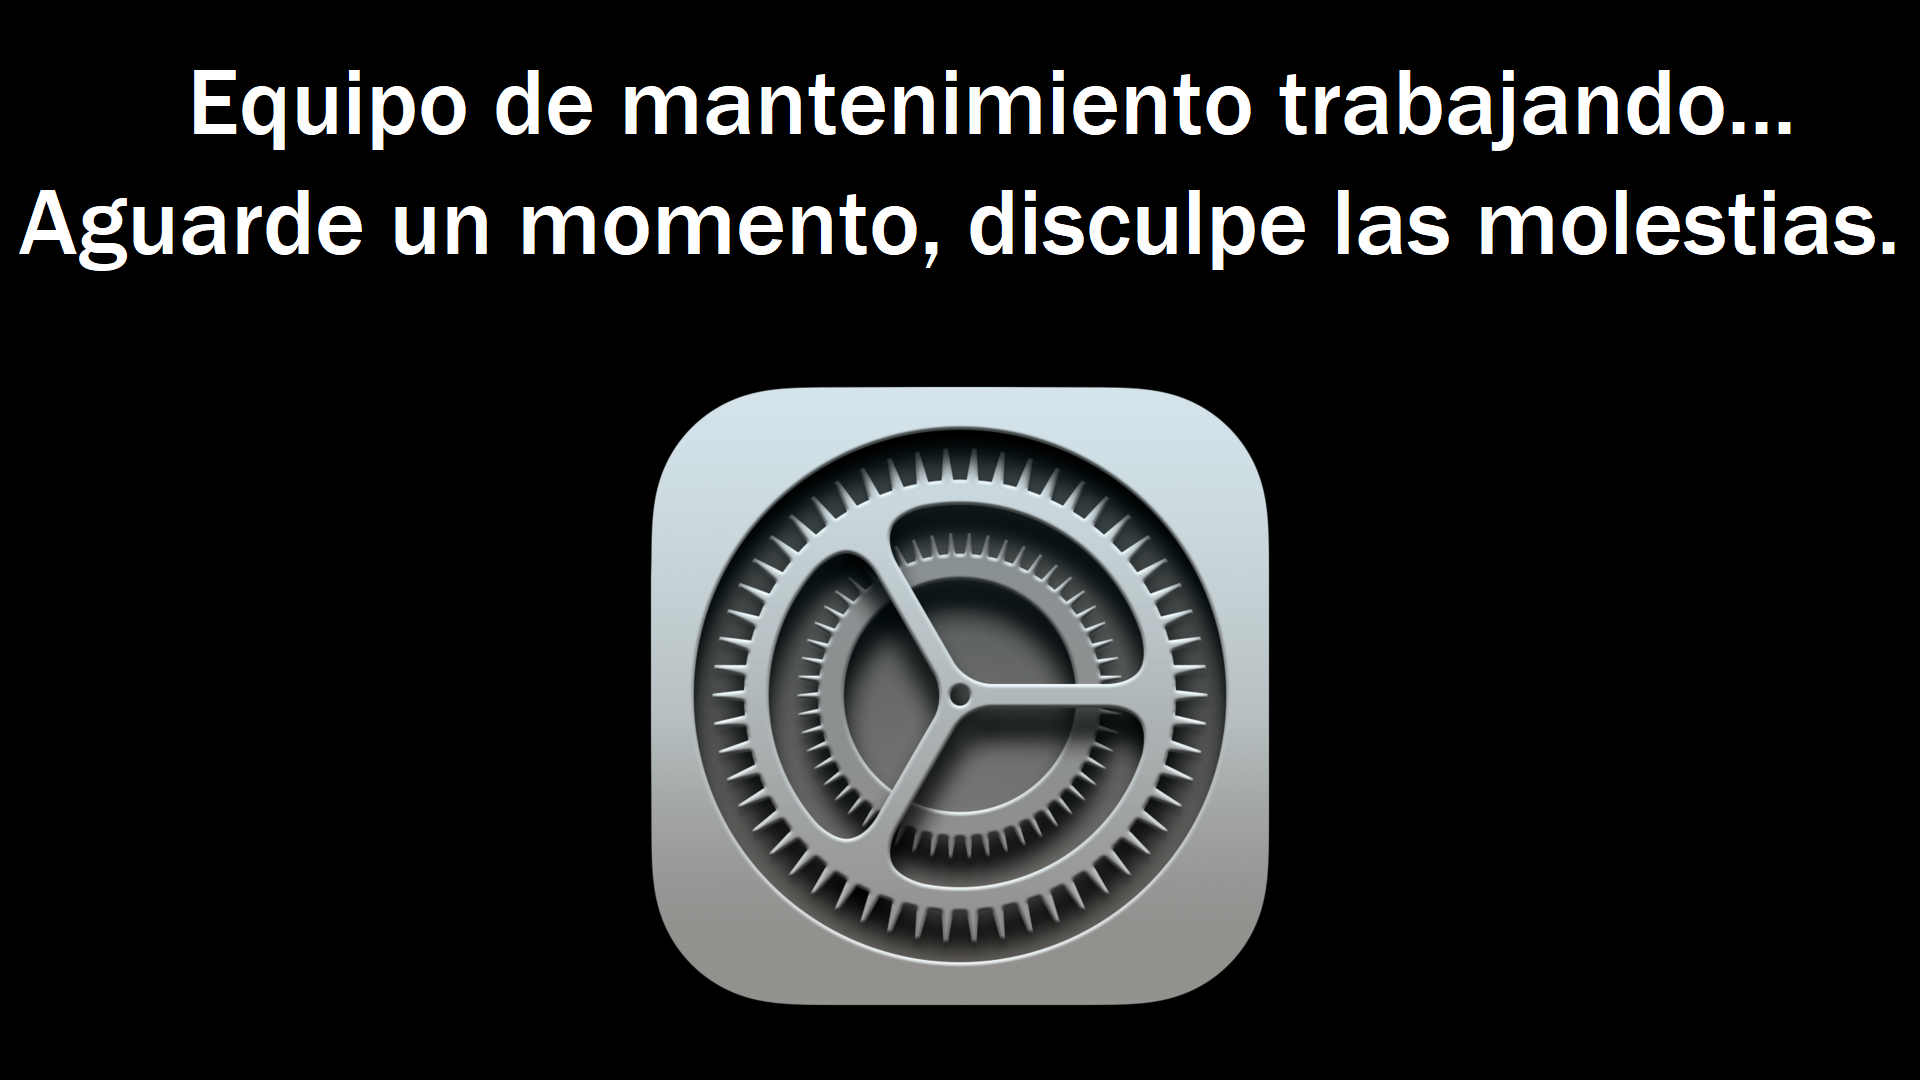 Equipo de mantenimiento trabajando...
Aguarde un momento, disculpe las molestias.